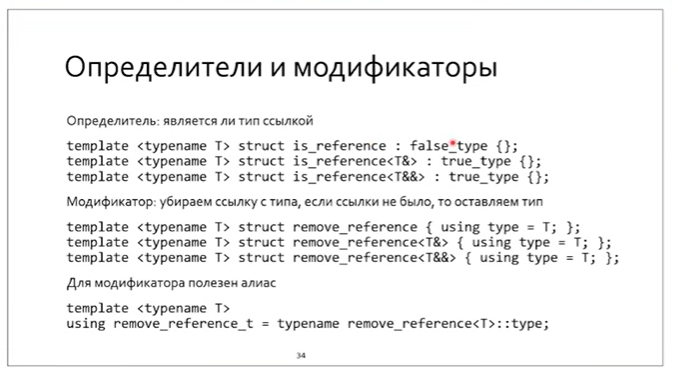 Определители и модификаторы
Определитель: является ли тип ссылкой
template <typename T> struct is_reference : false_type {};
template <typename T> struct is_reference<T&> : true_type {};
template <typename T> struct is_reference<T&&> : true_type {};
Модификатор: убираем ссылку с типа, если ссылки не было, то оставляем тип
template <typename T> struct remove_reference { using type = T; };
template <typename T> struct remove_reference<T&> { using type = T; };
template <typename T> struct remove_reference<T&&> { using type = T; };
Для модификатора полезен алиас
template <typename T>
using remove_reference_t = typename remove_reference<T>::type;
34